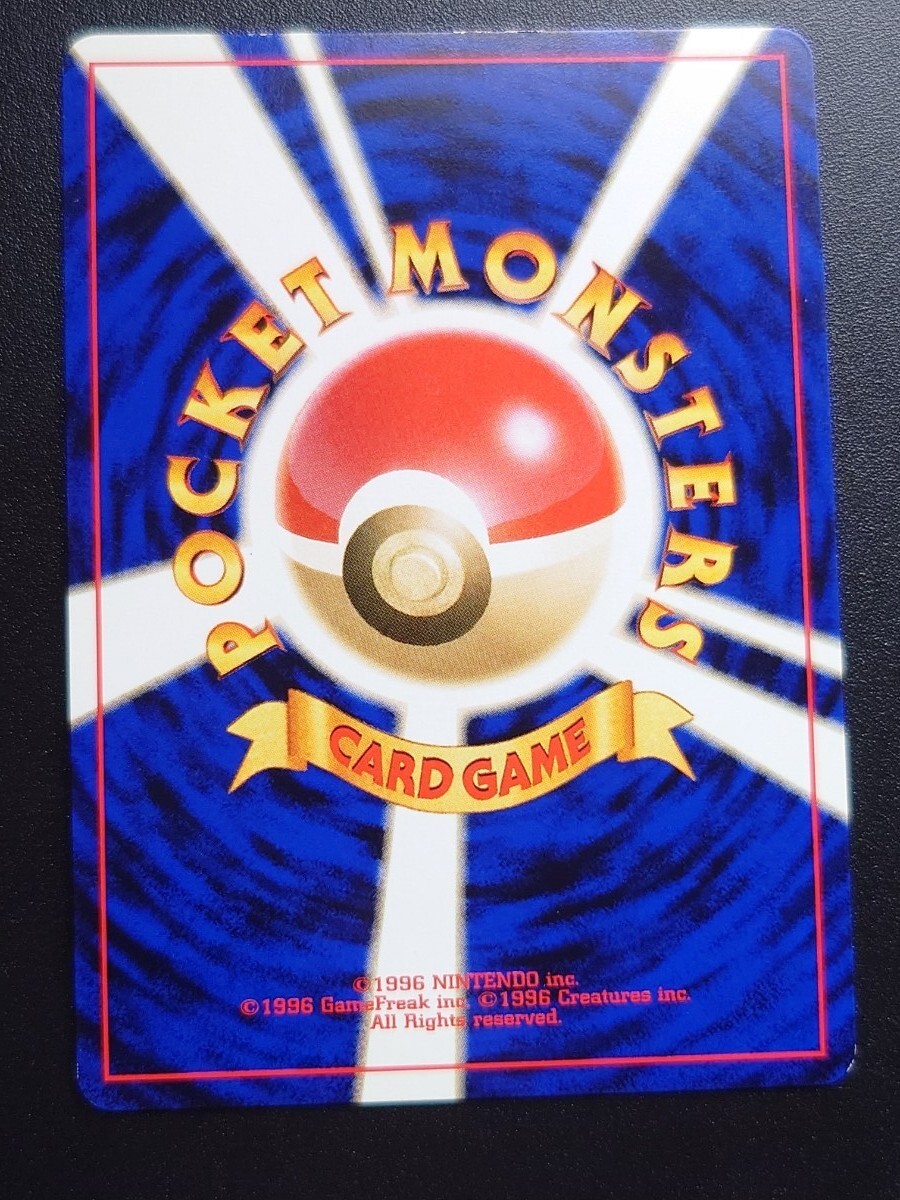 POCKET MONSTERS
CARD GAME
©1996 NINTENDO inc.
©1996 GameFreak inc. ©1996 Creatures inc.
All Rights reserved.